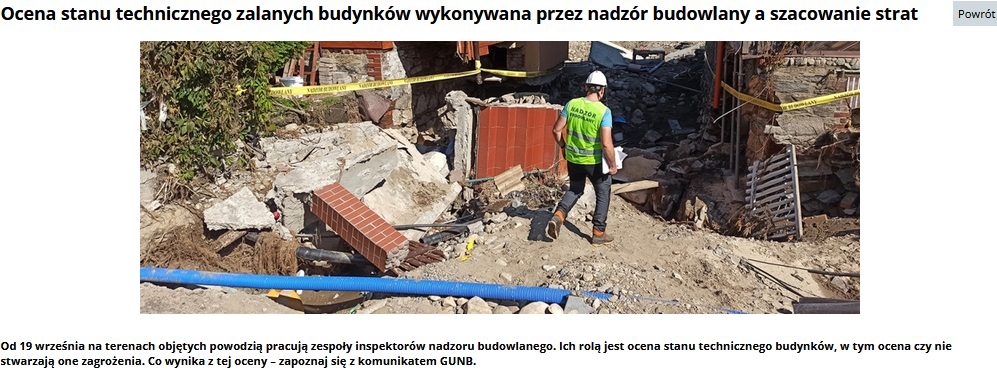 Ocena stanu technicznego zalanych budynków wykonywana przez nadzór budowlany a szacowanie strat
Powrót
NADZÓR BUDOWLANY
NADZÓR
BUDOWLANY
Od 19 września na terenach objętych powodzią pracują zespoły inspektorów nadzoru budowlanego. Ich rolą jest ocena stanu technicznego budynków, w tym ocena czy nie
stwarzają one zagrożenia. Co wynika z tej oceny – zapoznaj się z komunikatem GUNB.